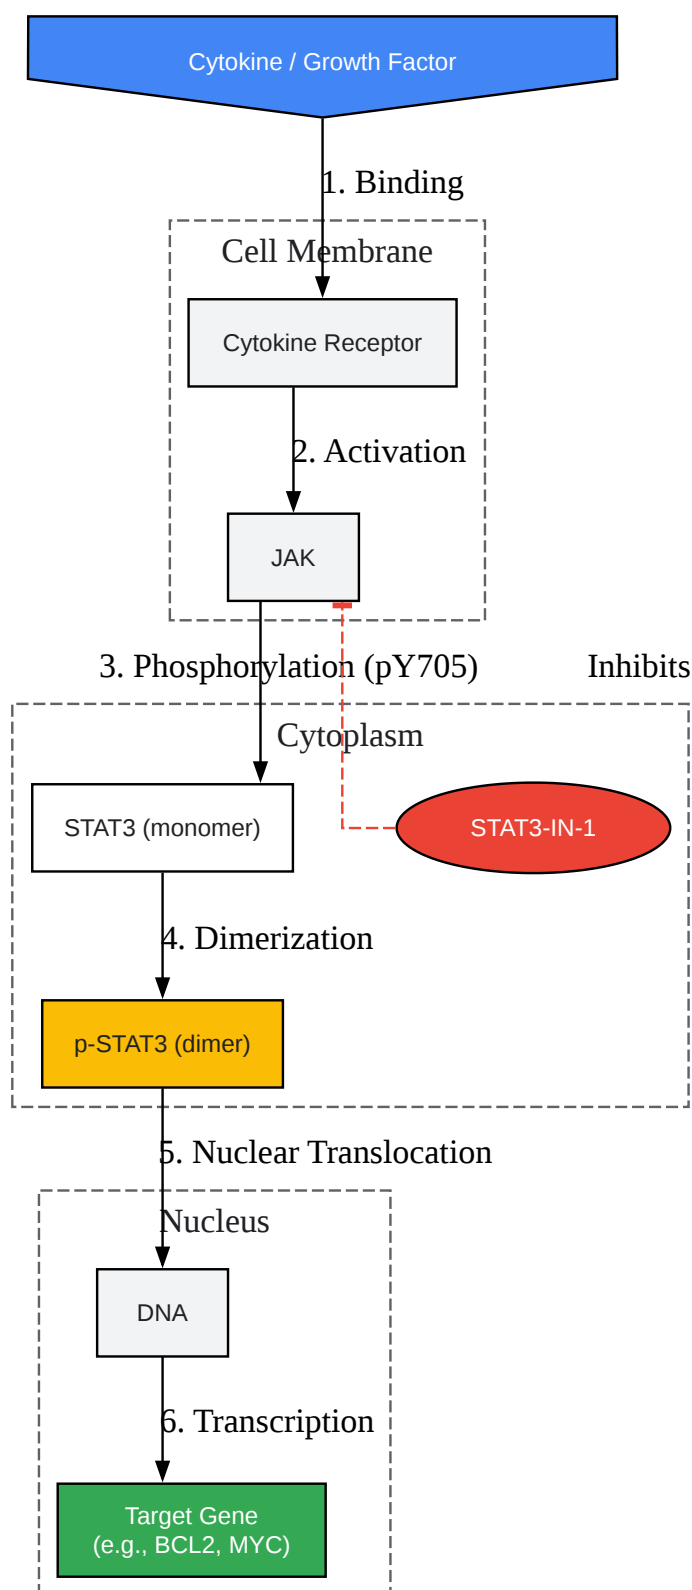 Cytokine / Growth Factor
1. Binding
Cell Membrane
Cytokine Receptor
2. Activation
JAK
3. Phosphorylation (pY705)
Inhibits
Cytoplasm
STAT3 (monomer)
STAT3-IN-1
4. Dimerization
p-STAT3 (dimer)
5. Nuclear Translocation
Nucleus
DNA
6. Transcription
Target Gene
(e.g., BCL2, MYC)